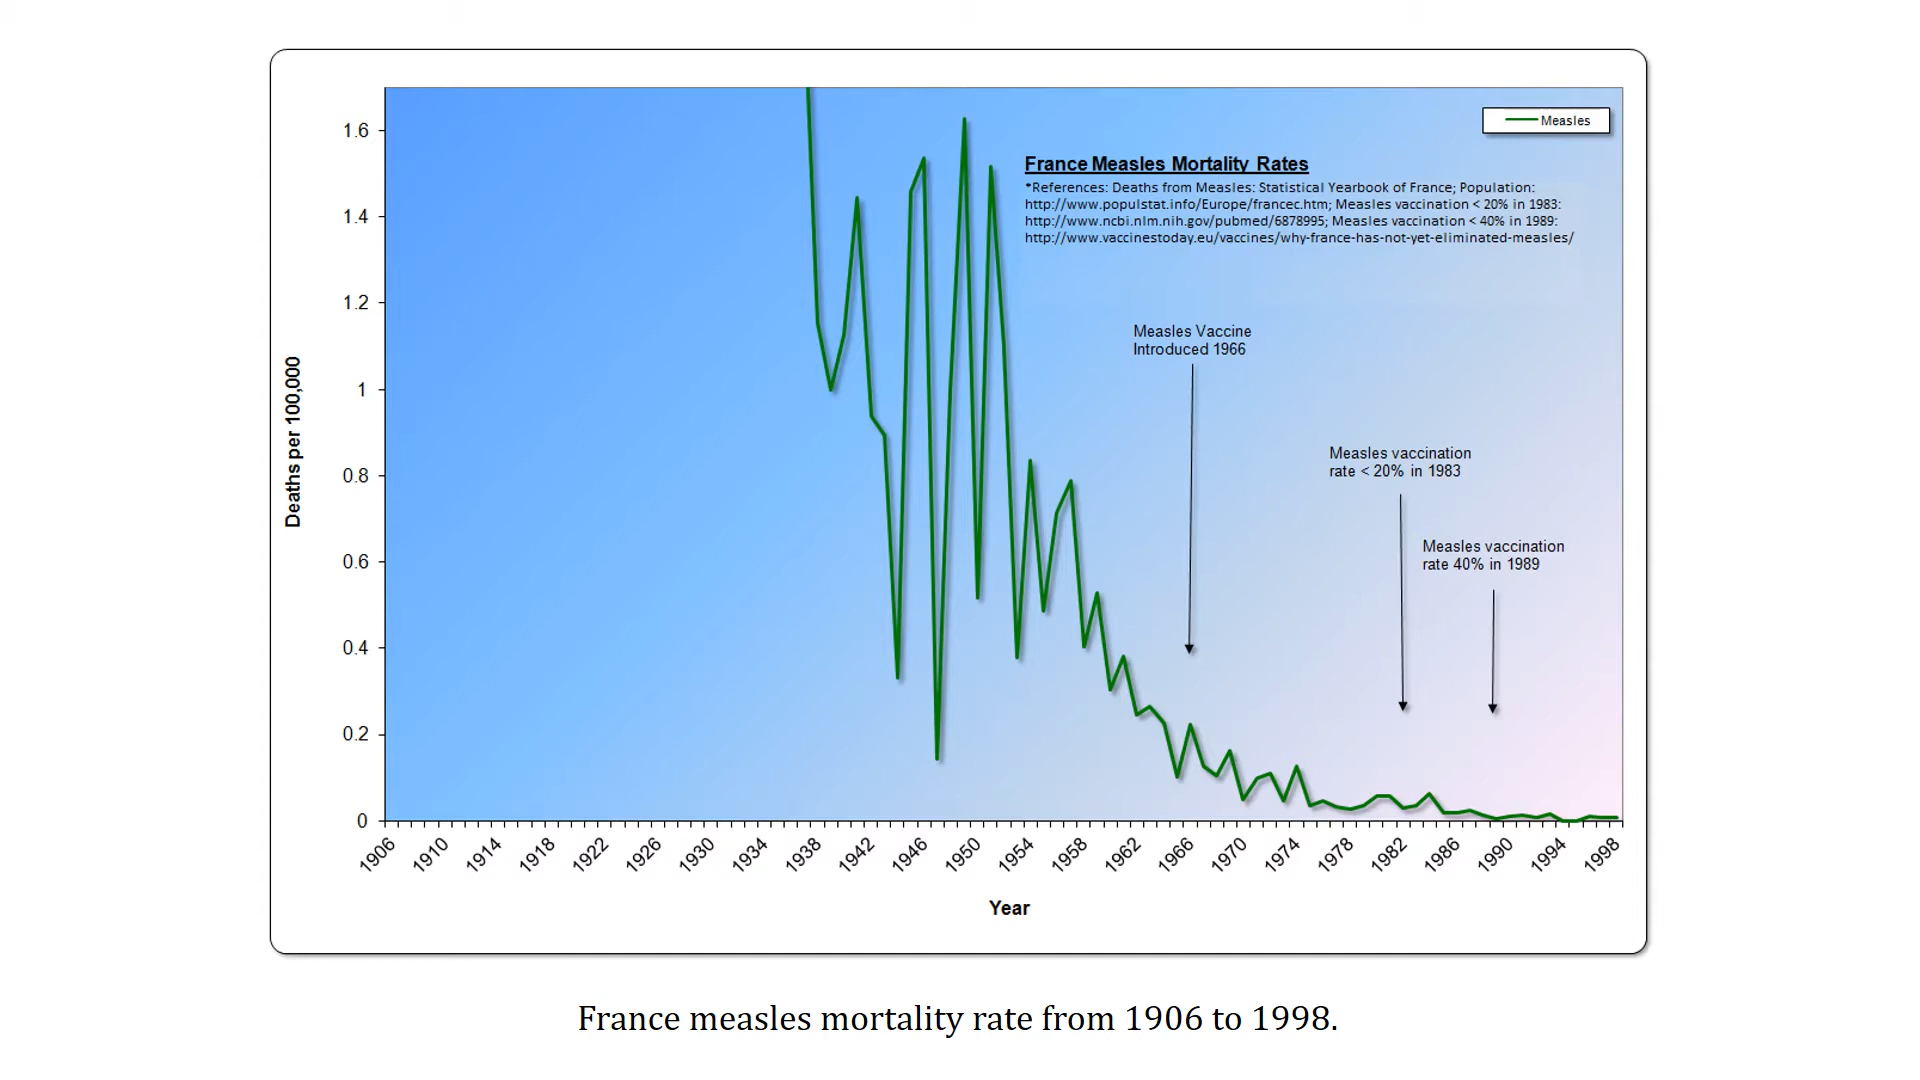 Measles
France Measles Mortality Rates
*References: Deaths from Measles: Statistical Yearbook of France; Population:
http://www.populstat.info/Europe/francec.htm; Measles vaccination < 20% in 1983:
http://www.ncbi.nlm.nih.gov/pubmed/6878995; Measles vaccination < 40% in 1989:
http://www.vaccinestoday.eu/vaccines/why-france-has-not-yet-eliminated-measles/
Measles Vaccine
Introduced 1966
Measles vaccination
rate < 20% in 1983
Measles vaccination
rate 40% in 1989
Deaths per 100,000
1.6
1.4
1.2
1
0.8
0.6
0.4
0.2
0
1906 1910 1914 1918 1922 1926 1930 1934 1938 1942 1946 1950 1954 1958 1962 1966 1970 1974 1978 1982 1986 1990 1994 1998
Year
France measles mortality rate from 1906 to 1998.